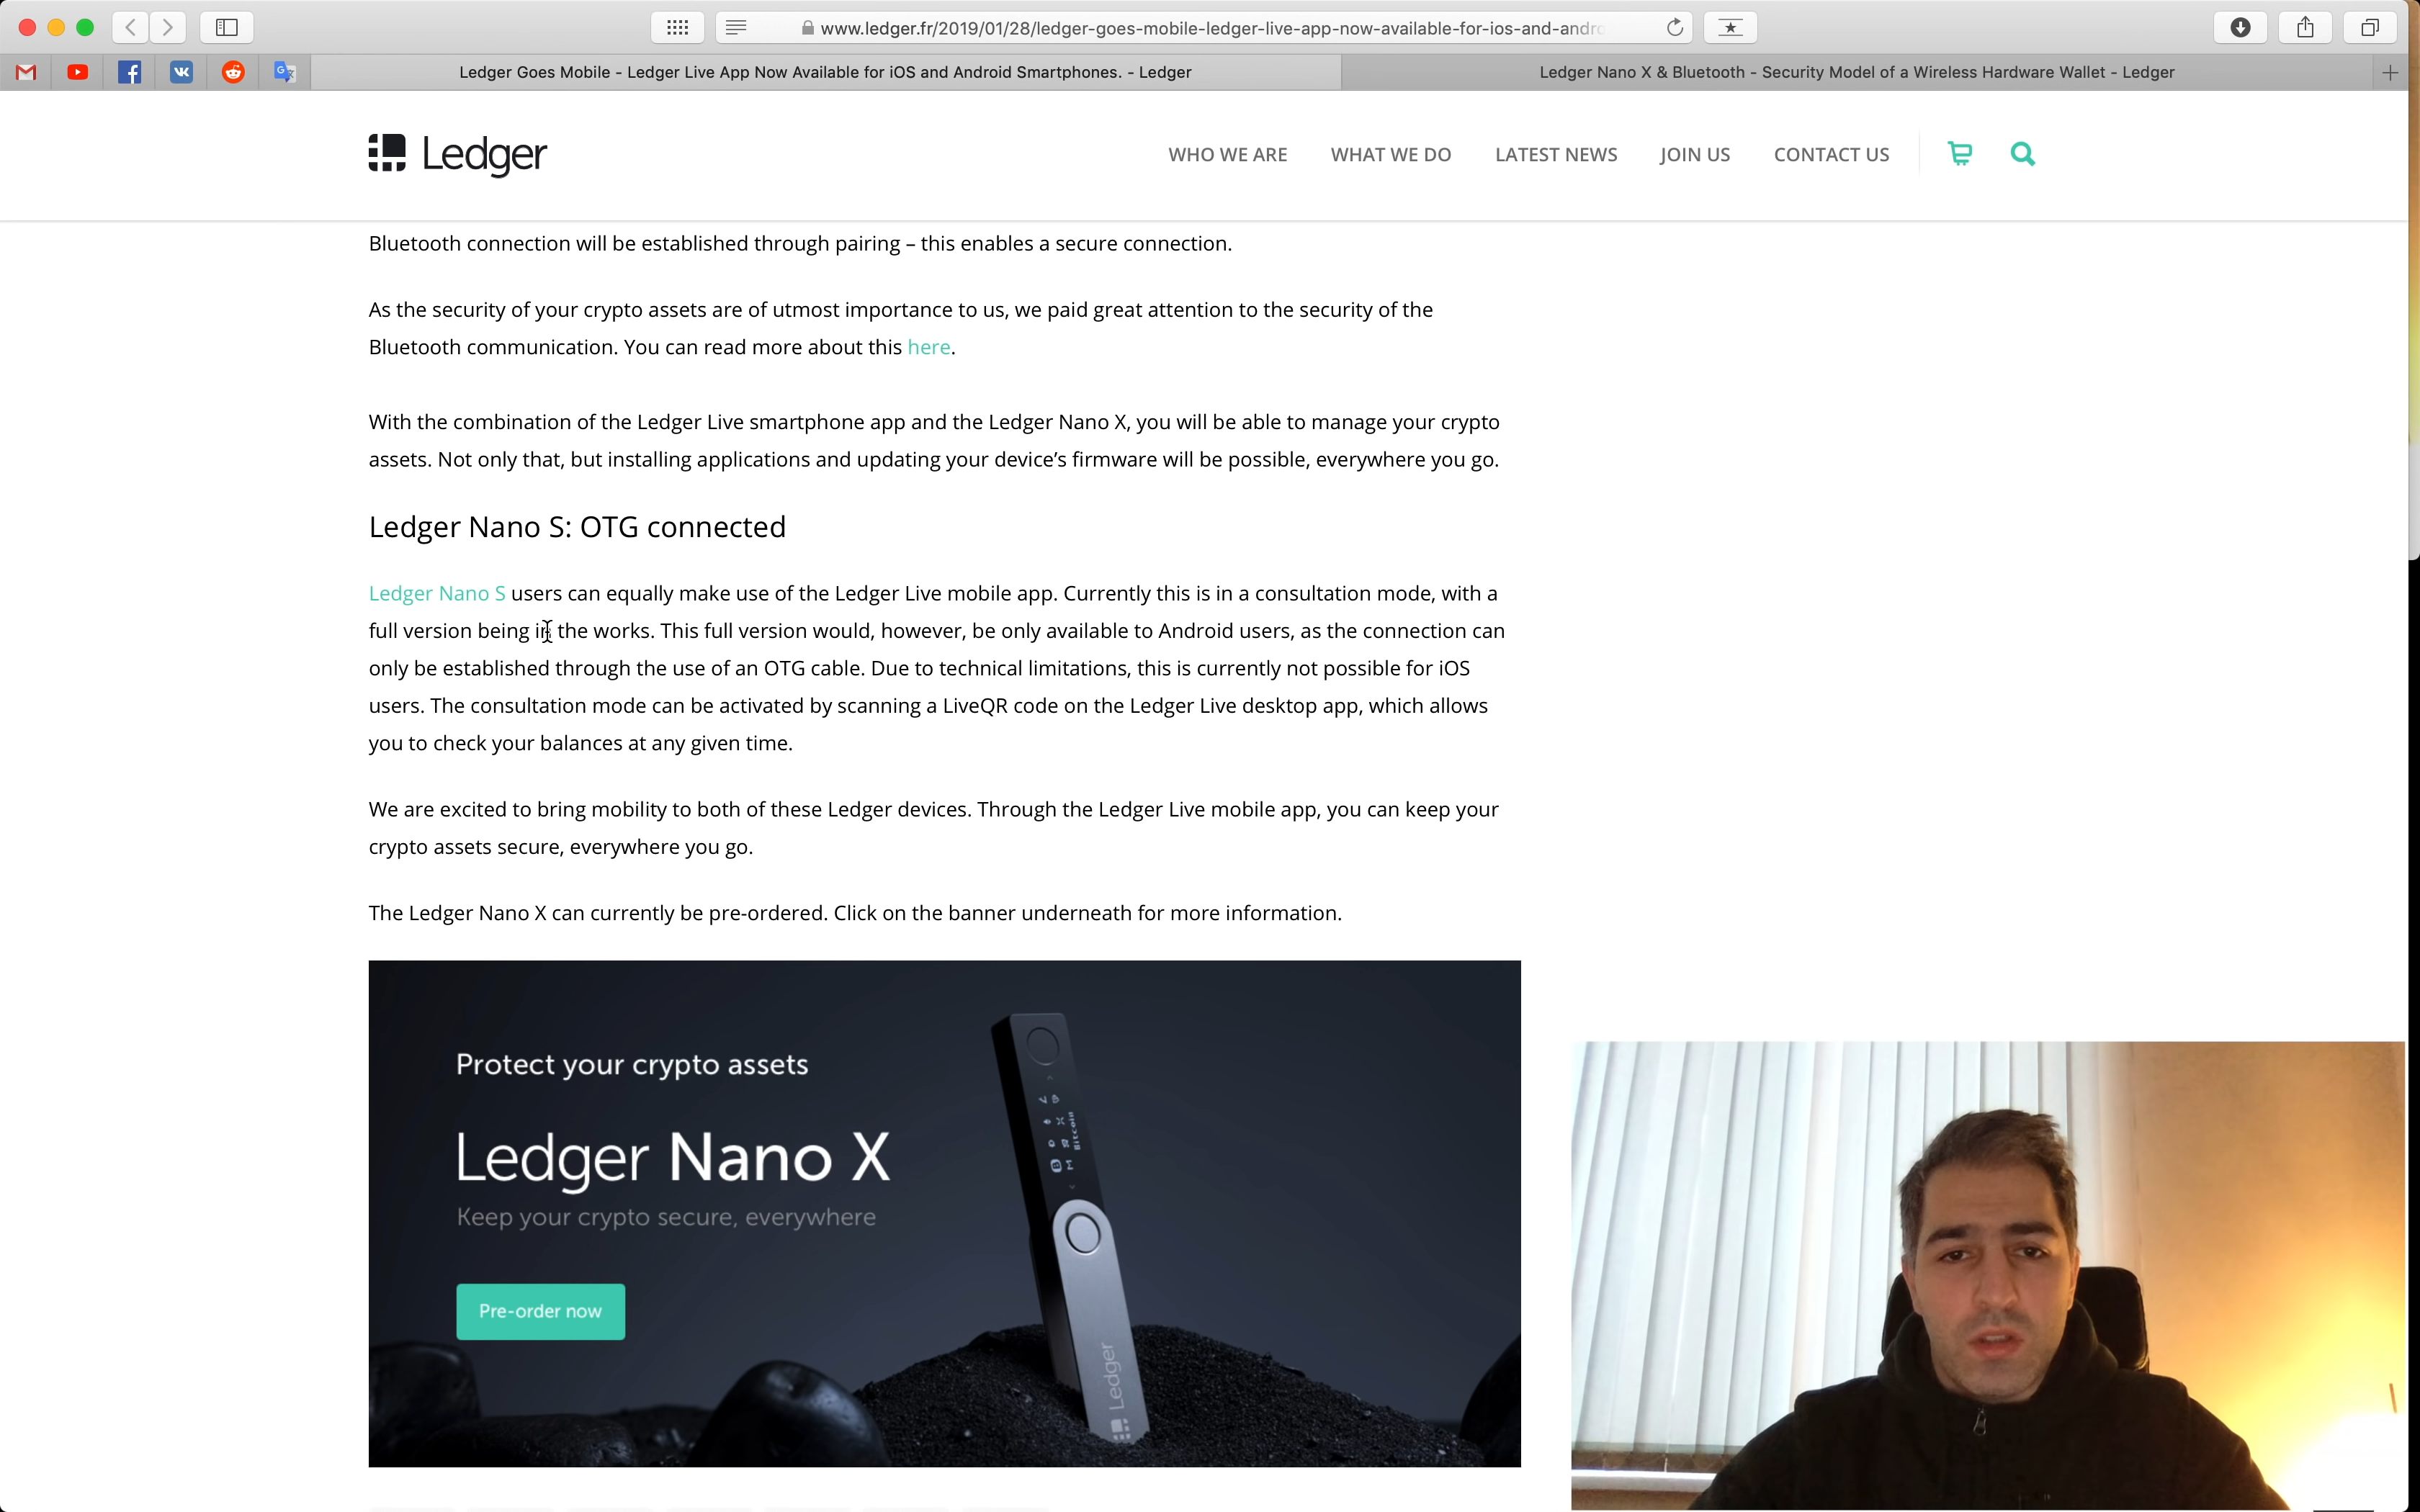 www.ledger.fr/2019/01/28/ledger-goes-mobile-ledger-live-app-now-available-for-ios-and-andro
Ledger Goes Mobile - Ledger Live App Now Available for iOS and Android Smartphones. - Ledger
Ledger Nano X & Bluetooth - Security Model of a Wireless Hardware Wallet - Ledger
Ledger
WHO WE ARE
WHAT WE DO
LATEST NEWS
JOIN US
CONTACT US
Bluetooth connection will be established through pairing – this enables a secure connection.
As the security of your crypto assets are of utmost importance to us, we paid great attention to the security of the
Bluetooth communication. You can read more about this here.
With the combination of the Ledger Live smartphone app and the Ledger Nano X, you will be able to manage your crypto
assets. Not only that, but installing applications and updating your device’s firmware will be possible, everywhere you go.
Ledger Nano S: OTG connected
Ledger Nano S users can equally make use of the Ledger Live mobile app. Currently this is in a consultation mode, with a
full version being in the works. This full version would, however, be only available to Android users, as the connection can
only be established through the use of an OTG cable. Due to technical limitations, this is currently not possible for iOS
users. The consultation mode can be activated by scanning a LiveQR code on the Ledger Live desktop app, which allows
you to check your balances at any given time.
We are excited to bring mobility to both of these Ledger devices. Through the Ledger Live mobile app, you can keep your
crypto assets secure, everywhere you go.
The Ledger Nano X can currently be pre-ordered. Click on the banner underneath for more information.
Protect your crypto assets
Ledger Nano X
Keep your crypto secure, everywhere
Pre-order now
Bitcoin
Ledger